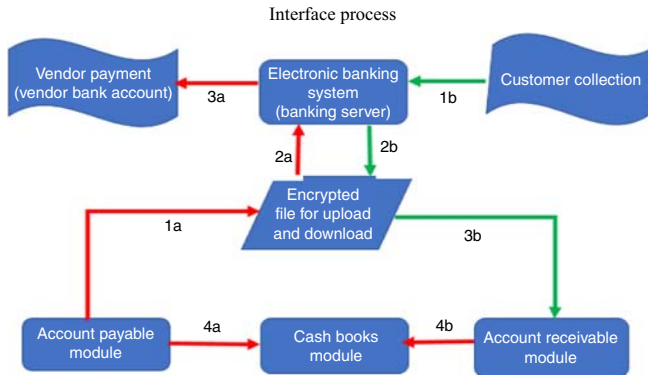 Interface process
Vendor payment
(vendor bank account)
3a
Electronic banking
system
(banking server)
1b
Customer collection
2a
2b
Encrypted
file for upload
and download
1a
3b
Account payable
module
4a
Cash books
module
4b
Account receivable
module